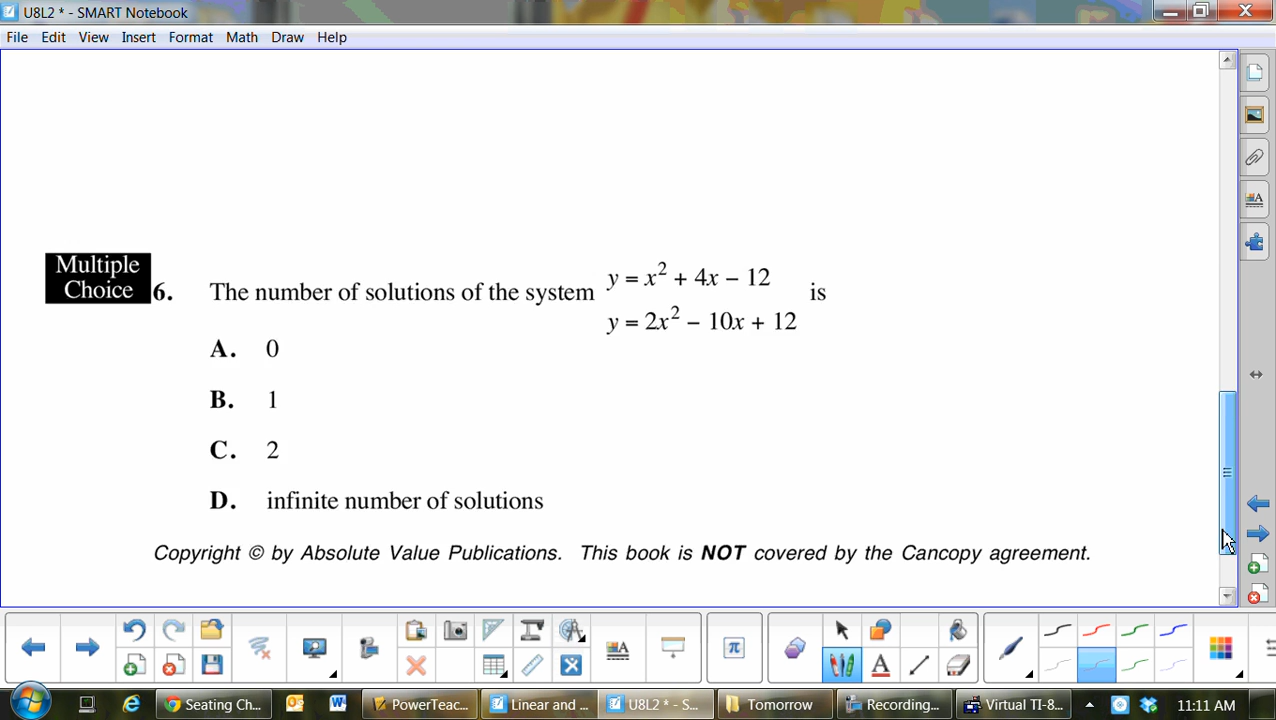 U8L2 * - SMART Notebook
File Edit View Insert Format Math Draw Help
Multiple
Choice
6. The number of solutions of the system y = x² + 4x − 12 is
y = 2x² − 10x + 12
A. 0
B. 1
C. 2
D. infinite number of solutions
Copyright © by Absolute Value Publications. This book is NOT covered by the Cancopy agreement.
π
A
Seating Ch... PowerTeac... Linear and ... U8L2 * - S... Tomorrow Recording... Virtual TI-8... 11:11 AM